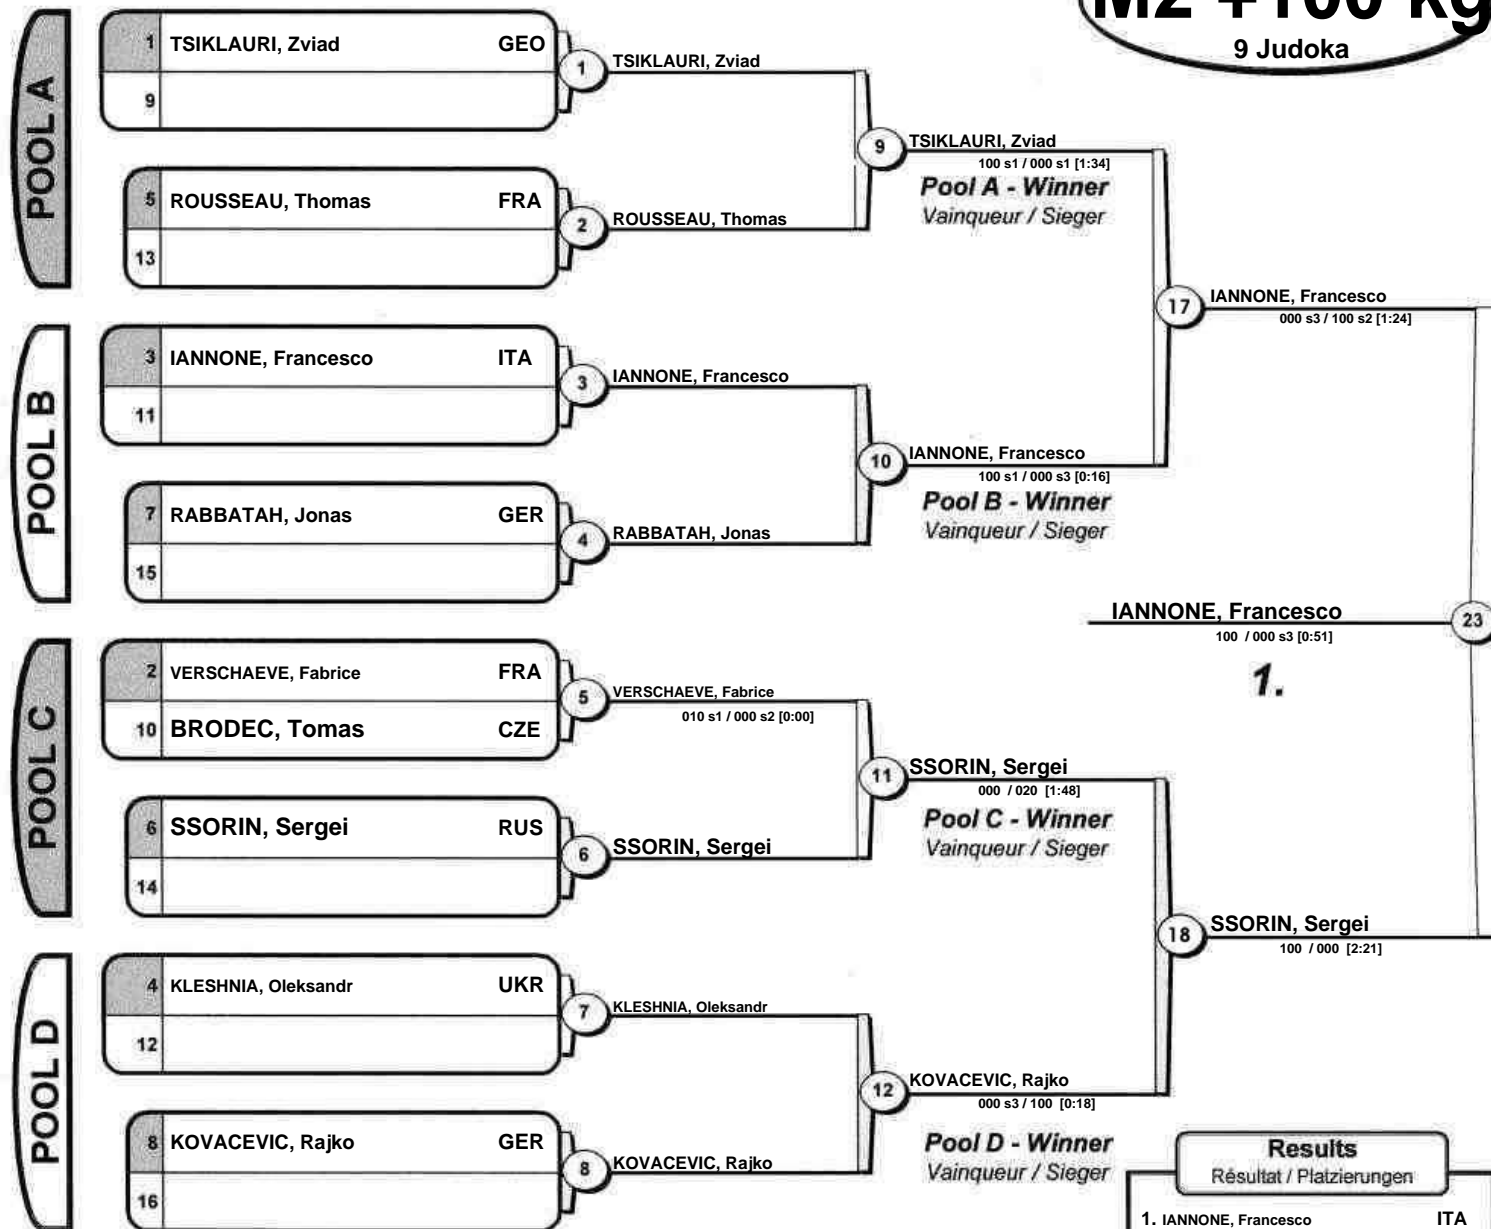 M2 +100 kg
9 Judoka
POOL A
1 TSIKLAURI, Zviad GEO
9
5 ROUSSEAU, Thomas FRA
13
1 TSIKLAURI, Zviad
2 ROUSSEAU, Thomas
9 TSIKLAURI, Zviad
100 s1 / 000 s1 [1:34]
Pool A - Winner
Vainqueur / Sieger
POOL B
3 IANNONE, Francesco ITA
11
7 RABBATAH, Jonas GER
15
3 IANNONE, Francesco
4 RABBATAH, Jonas
10 IANNONE, Francesco
100 s1 / 000 s3 [0:16]
Pool B - Winner
Vainqueur / Sieger
17 IANNONE, Francesco
000 s3 / 100 s2 [1:24]
IANNONE, Francesco 23
100 / 000 s3 [0:51]
1.
POOL C
2 VERSCHAEVE, Fabrice FRA
10 BRODEC, Tomas CZE
6 SSORIN, Sergei RUS
14
5 VERSCHAEVE, Fabrice
010 s1 / 000 s2 [0:00]
6 SSORIN, Sergei
11 SSORIN, Sergei
000 / 020 [1:48]
Pool C - Winner
Vainqueur / Sieger
POOL D
4 KLESHNIA, Oleksandr UKR
12
8 KOVACEVIC, Rajko GER
16
7 KLESHNIA, Oleksandr
8 KOVACEVIC, Rajko
12 KOVACEVIC, Rajko
000 s3 / 100 [0:18]
Pool D - Winner
Vainqueur / Sieger
18 SSORIN, Sergei
100 / 000 [2:21]
Results
Résultat / Platzierungen
1. IANNONE, Francesco ITA